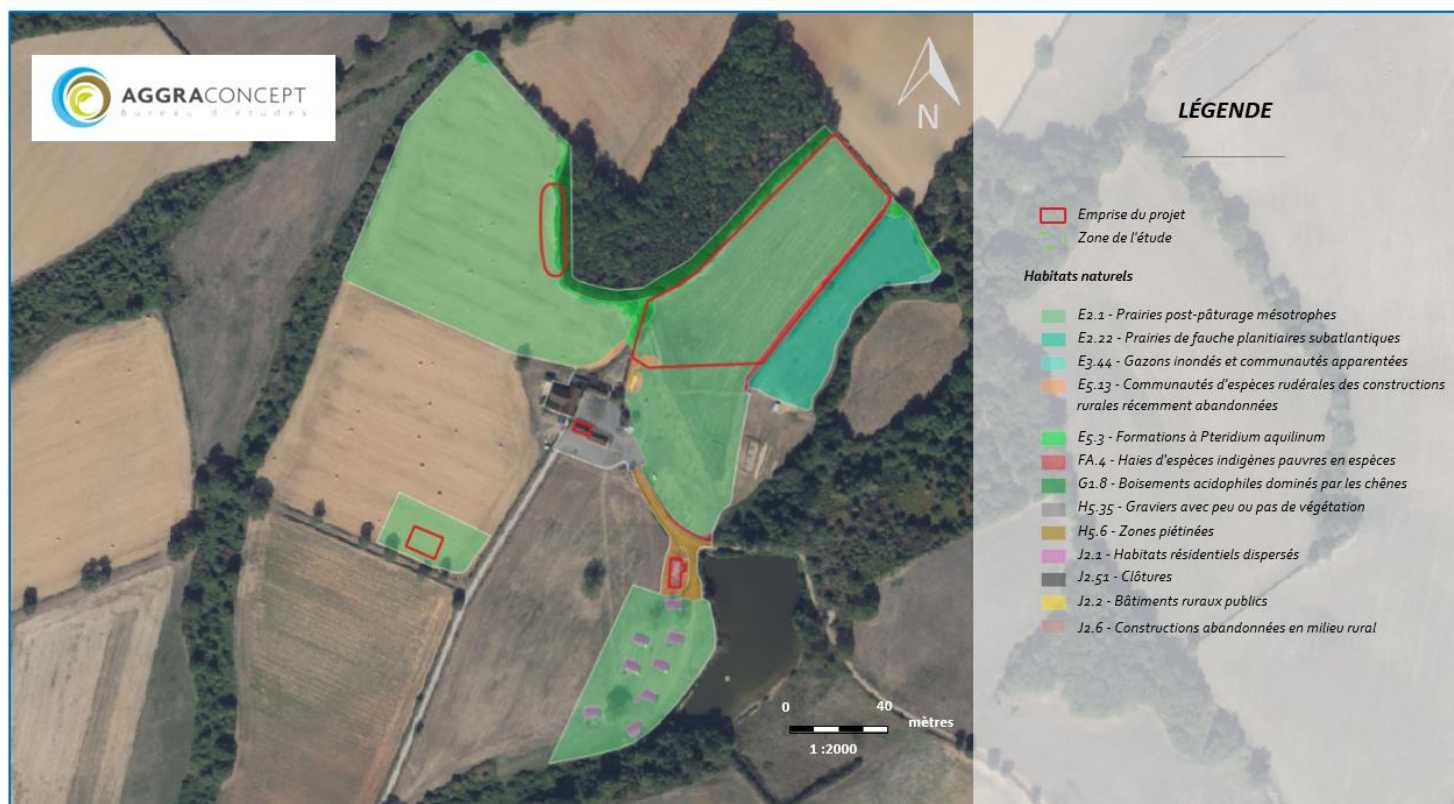 AGGRACONCEPT
Bureau d'études
N
0 40
mètres
1 :2000
LÉGENDE
Emprise du projet
Zone de l'étude
Habitats naturels
E2.1 - Prairies post-pâturage mésotrophes
E2.22 - Prairies de fauche planitiaires subatlantiques
E3.44 - Gazons inondés et communautés apparentées
E5.13 - Communautés d'espèces rudérales des constructions
rurales récemment abandonnées
E5.3 - Formations à Pteridium aquilinum
FA.4 - Haies d'espèces indigènes pauvres en espèces
G1.8 - Boisements acidophiles dominés par les chênes
H5.35 - Graviers avec peu ou pas de végétation
H5.6 - Zones piétinées
J2.1 - Habitats résidentiels dispersés
J2.51 - Clôtures
J2.2 - Bâtiments ruraux publics
J2.6 - Constructions abandonnées en milieu rural